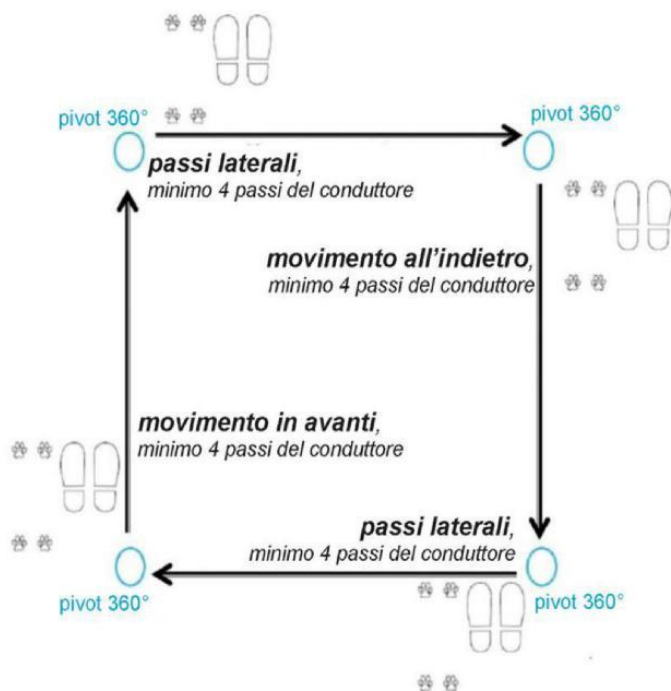 pivot 360°
pivot 360°
passi laterali,
minimo 4 passi del conduttore
movimento all'indietro,
minimo 4 passi del conduttore
movimento in avanti,
minimo 4 passi del conduttore
passi laterali,
minimo 4 passi del conduttore
pivot 360°
pivot 360°